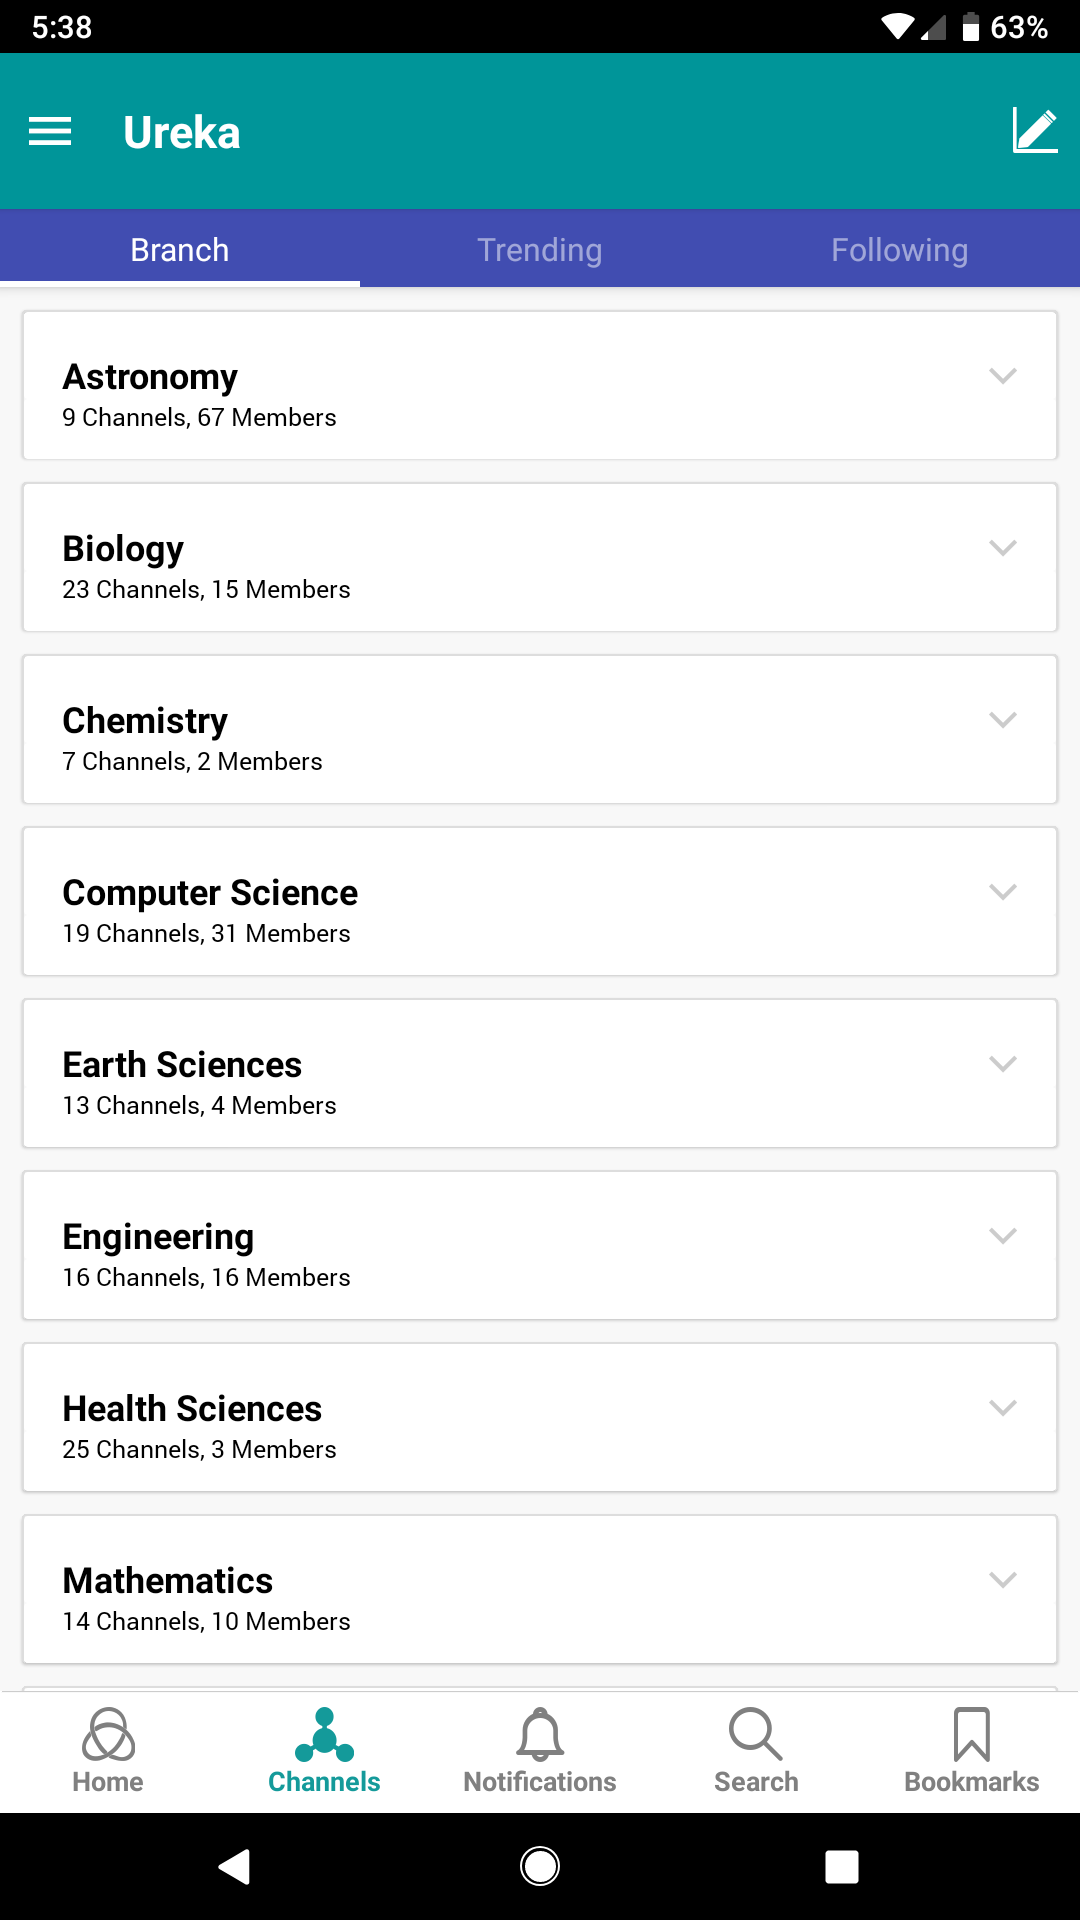 5:38 63%
Ureka
Branch Trending Following
Astronomy
9 Channels, 67 Members
Biology
23 Channels, 15 Members
Chemistry
7 Channels, 2 Members
Computer Science
19 Channels, 31 Members
Earth Sciences
13 Channels, 4 Members
Engineering
16 Channels, 16 Members
Health Sciences
25 Channels, 3 Members
Mathematics
14 Channels, 10 Members
Home Channels Notifications Search Bookmarks